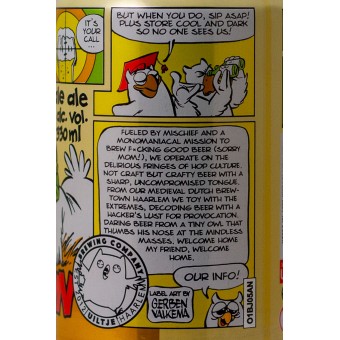 IT'S
YOUR
CALL
...
BUT WHEN YOU DO, SIP ASAP!
PLUS STORE COOL AND DARK
SO NO ONE SEES US!
ale
alc. vol.
330 ml
FUELED BY MISCHIEF AND A
MONOMANIACAL MISSION TO
BREW F*CKING GOOD BEER (SORRY
MOM!), WE OPERATE ON THE
DELIRIOUS FRINGES OF HOP CULTURE.
NOT CRAFT BUT CRAFTY BEER WITH A
SHARP, UNCOMPROMISED TONGUE.
FROM OUR MEDIEVAL DUTCH BREW-
TOWN HAARLEM WE TOY WITH THE
EXTREMES, DECODING BEER WITH A
HACKER'S LUST FOR PROVOCATION.
DARING BEER FROM A TINY OWL THAT
THUMBS HIS NOSE AT THE MINDLESS
MASSES. WELCOME HOME
MY FRIEND, WELCOME
HOME.
BREWING COMPANY
UILTJE
HAARLEM
OUR INFO!
LABEL ART BY
GERBEN
VALKEMA
01BJ05AN